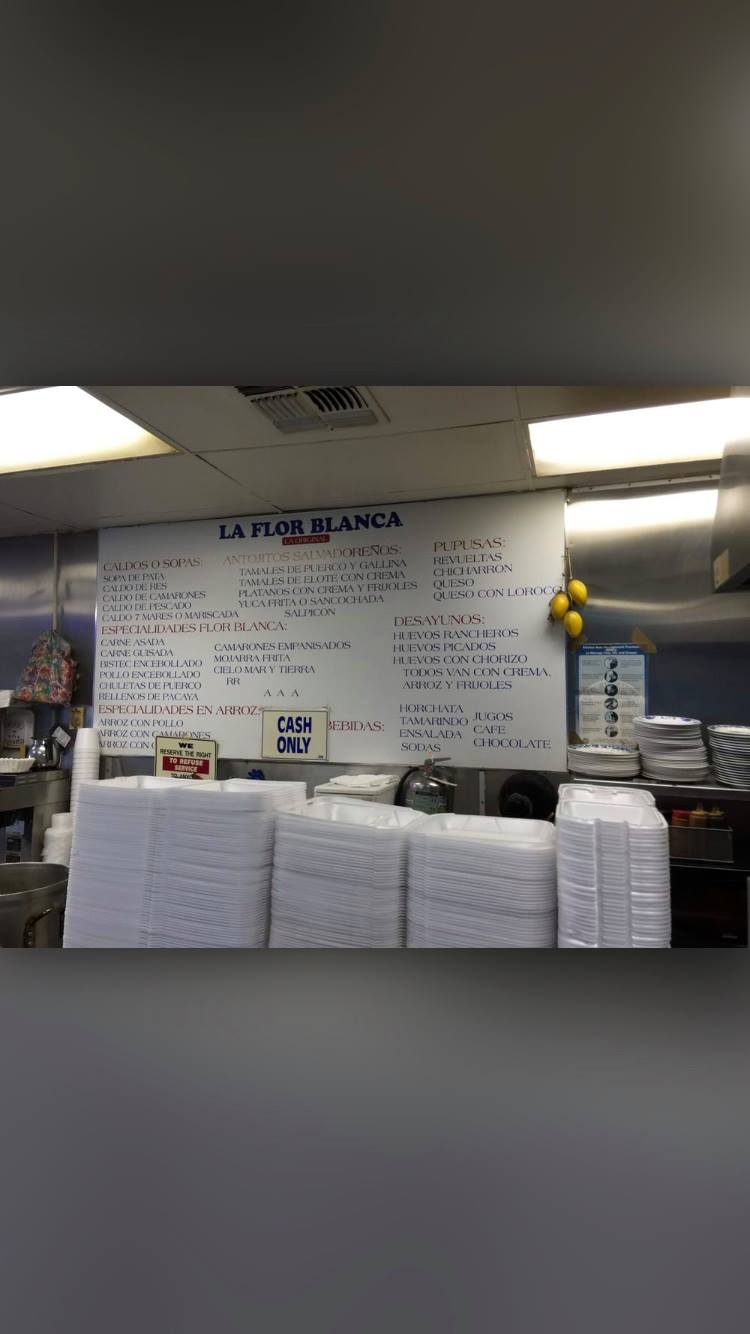 LA FLOR BLANCA
LA ORIGINAL
CALDOS O SOPAS:
SOPA DE PATA
CALDO DE RES
CALDO DE CAMARONES
CALDO DE PESCADO
CALDO 7 MARES O MARISCADA
ANTOJITOS SALVADOREÑOS:
TAMALES DE PUERCO Y GALLINA
TAMALES DE ELOTE CON CREMA
PLATANOS CON CREMA Y FRIJOLES
YUCA FRITA O SANCOCHADA
SALPICON
PUPUSAS:
REVUELTAS
CHICHARRON
QUESO
QUESO CON LOROCO
ESPECIALIDADES FLOR BLANCA:
CARNE ASADA
CARNE GUISADA
BISTEC ENCEBOLLADO
POLLO ENCEBOLLADO
CHULETAS DE PUERCO
RELLENOS DE PACAYA
CAMARONES EMPANISADOS
MOJARRA FRITA
CIELO MAR Y TIERRA
RR
A A A
DESAYUNOS:
HUEVOS RANCHEROS
HUEVOS PICADOS
HUEVOS CON CHORIZO
TODOS VAN CON CREMA,
ARROZ Y FRIJOLES
ESPECIALIDADES EN ARROZ:
ARROZ CON POLLO
ARROZ CON CAMARONES
ARROZ CON
BEBIDAS:
HORCHATA
TAMARINDO
ENSALADA
SODAS
JUGOS
CAFE
CHOCOLATE
CASH
ONLY
WE
RESERVE THE RIGHT
TO REFUSE
SERVICE